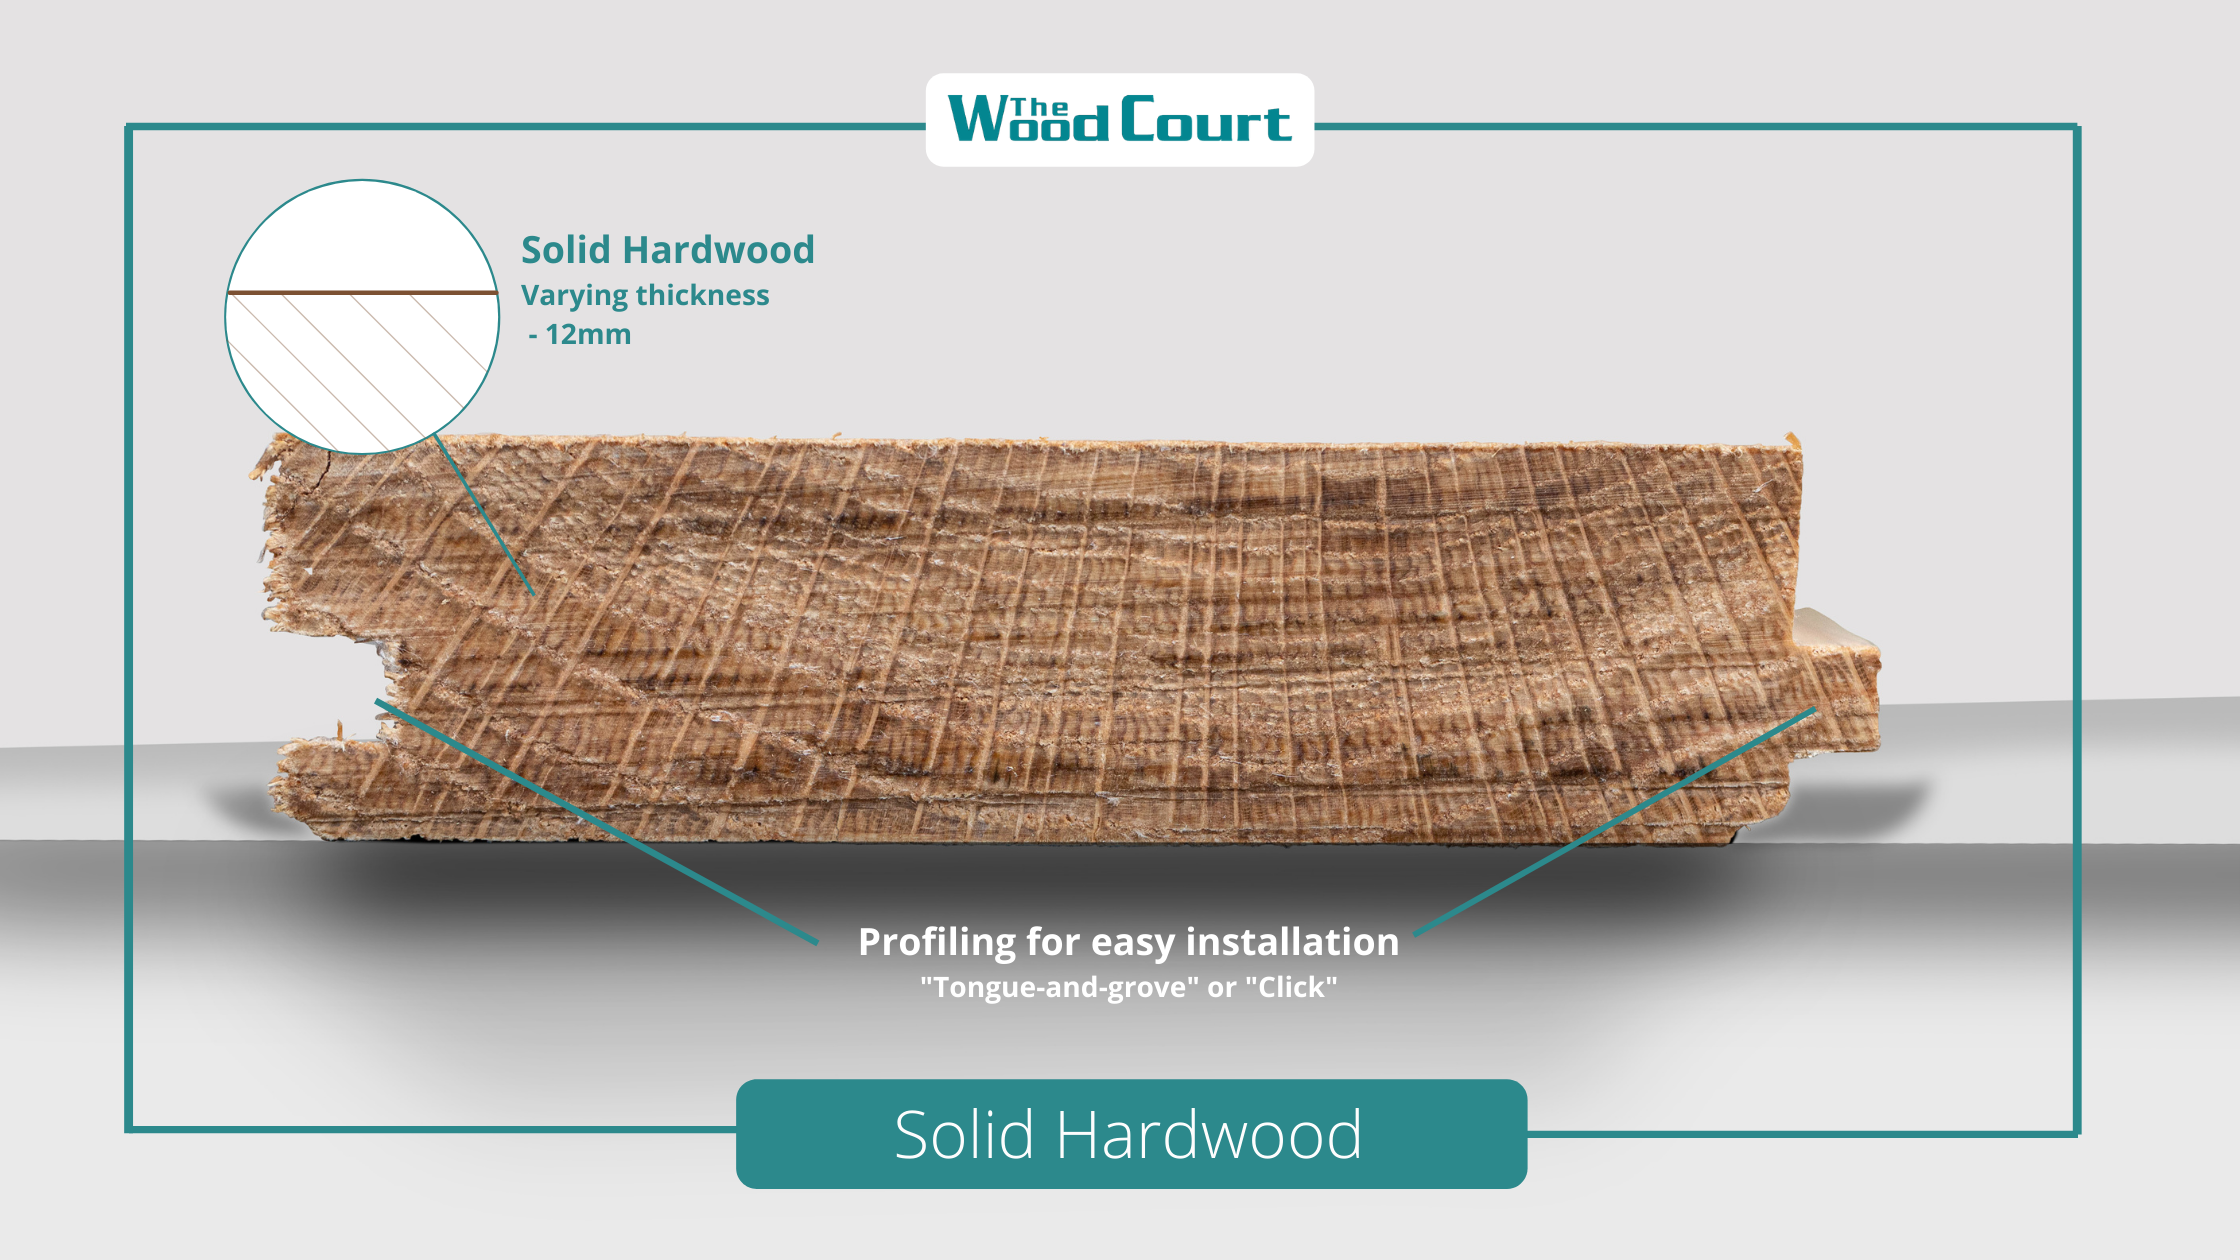 The Wood Court
Solid Hardwood
Varying thickness
- 12mm
Profiling for easy installation
"Tongue-and-grove" or "Click"
Solid Hardwood